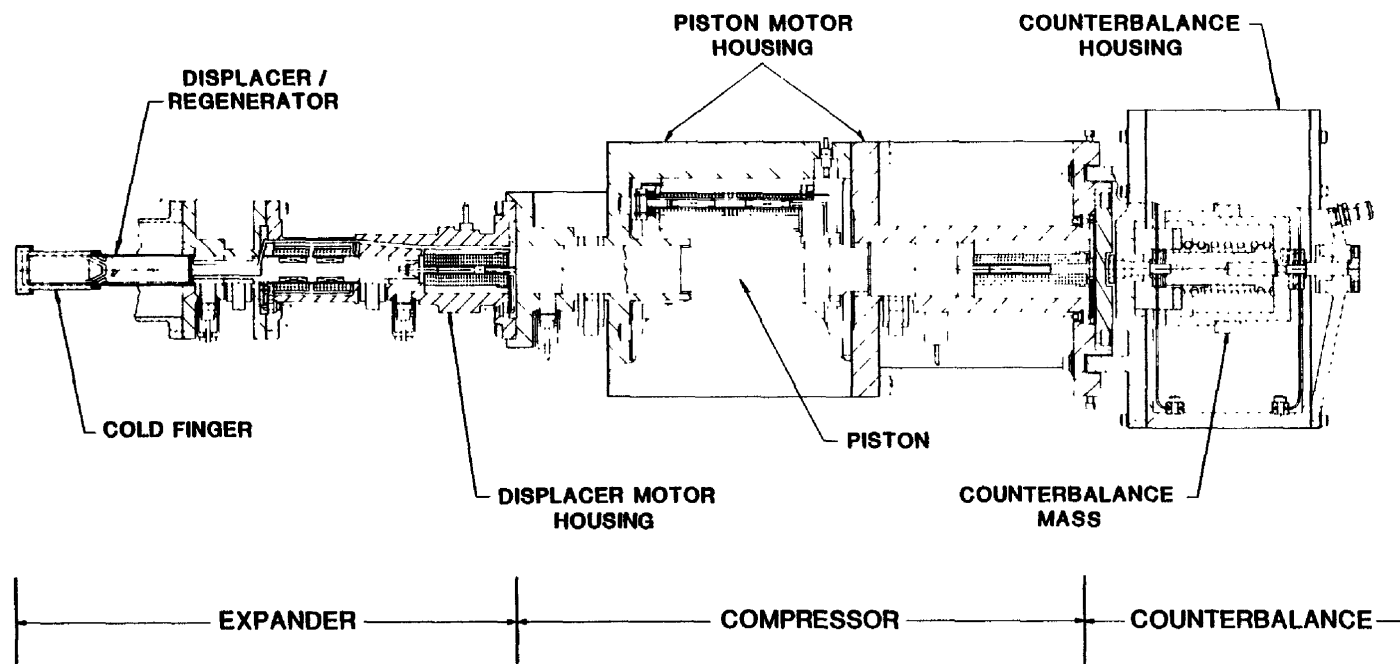 PISTON MOTOR
HOUSING
COUNTERBALANCE
HOUSING
DISPLACER /
REGENERATOR
COLD FINGER
PISTON
DISPLACER MOTOR
HOUSING
COUNTERBALANCE
MASS
EXPANDER
COMPRESSOR
COUNTERBALANCE